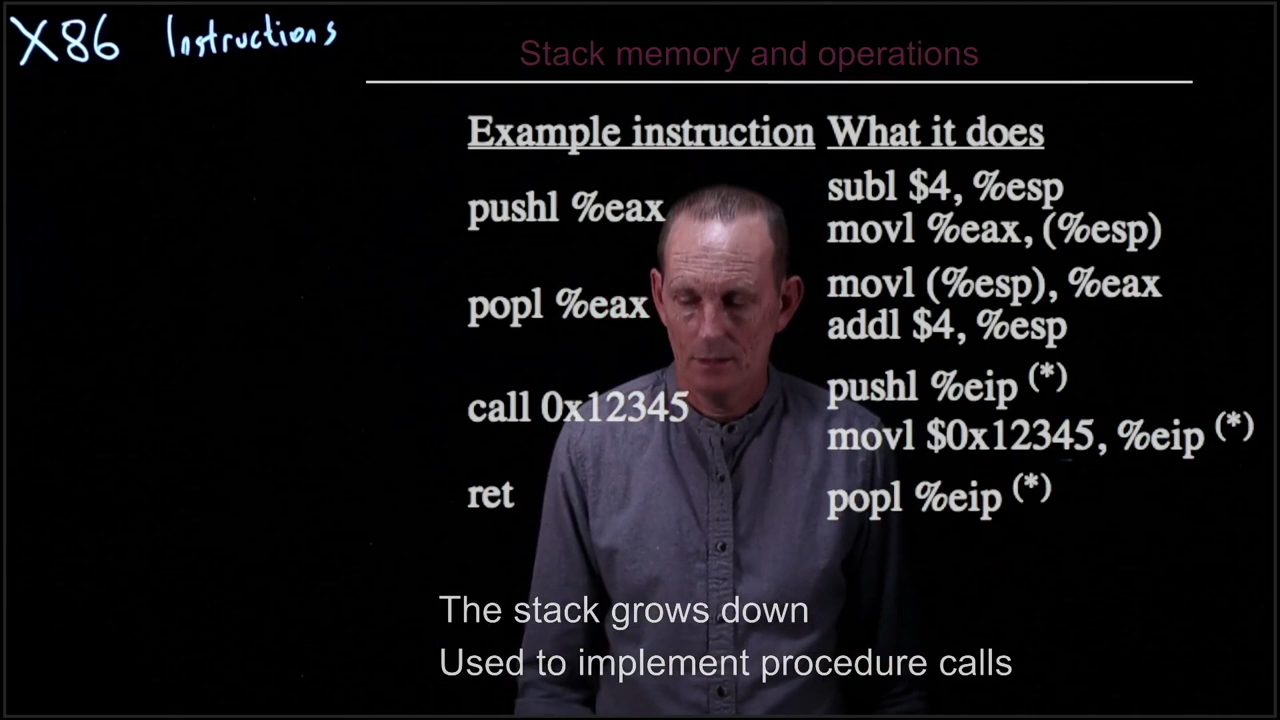 X86 Instructions
Stack memory and operations
Example instruction What it does
pushl %eax
subl $4, %esp
movl %eax, (%esp)
popl %eax
movl (%esp), %eax
addl $4, %esp
call 0x12345
pushl %eip (*)
movl $0x12345, %eip (*)
ret
popl %eip (*)
The stack grows down
Used to implement procedure calls